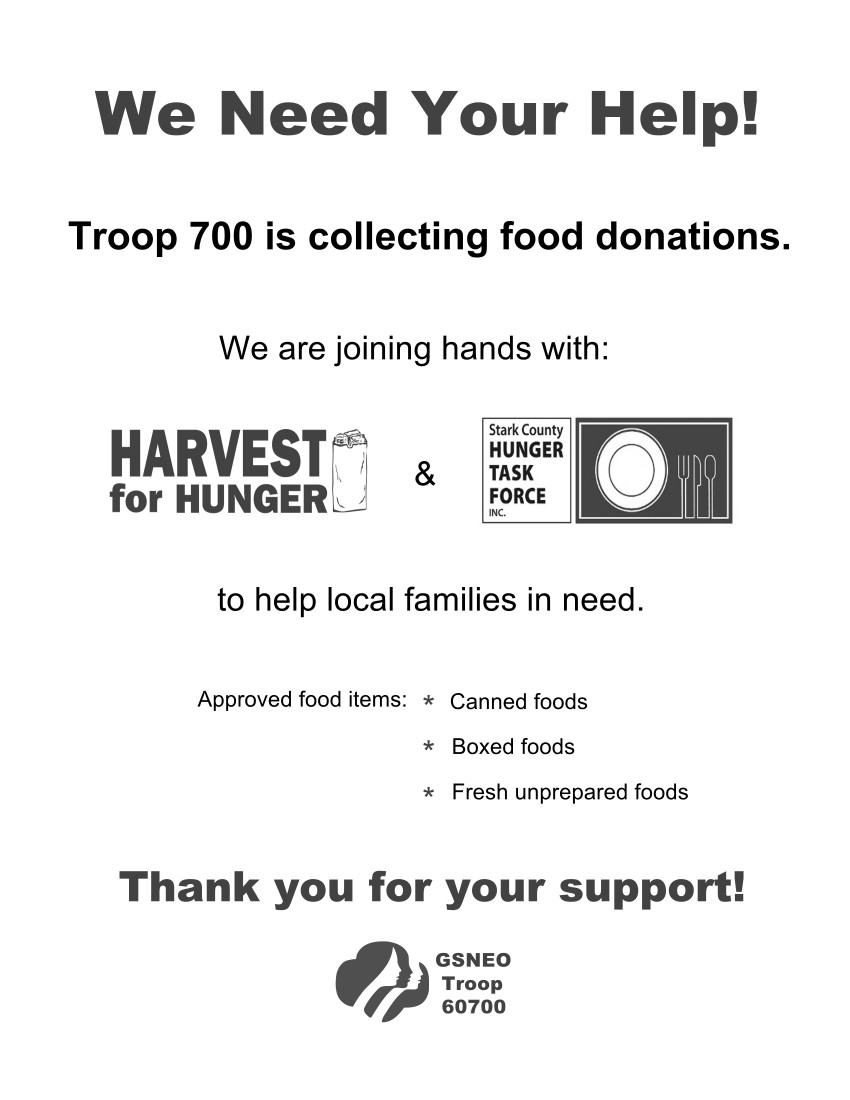 We Need Your Help!
Troop 700 is collecting food donations.
We are joining hands with:
HARVEST
for HUNGER
&
Stark County
HUNGER
TASK
FORCE
INC.
to help local families in need.
Approved food items: * Canned foods
* Boxed foods
* Fresh unprepared foods
Thank you for your support!
GSNEO
Troop
60700